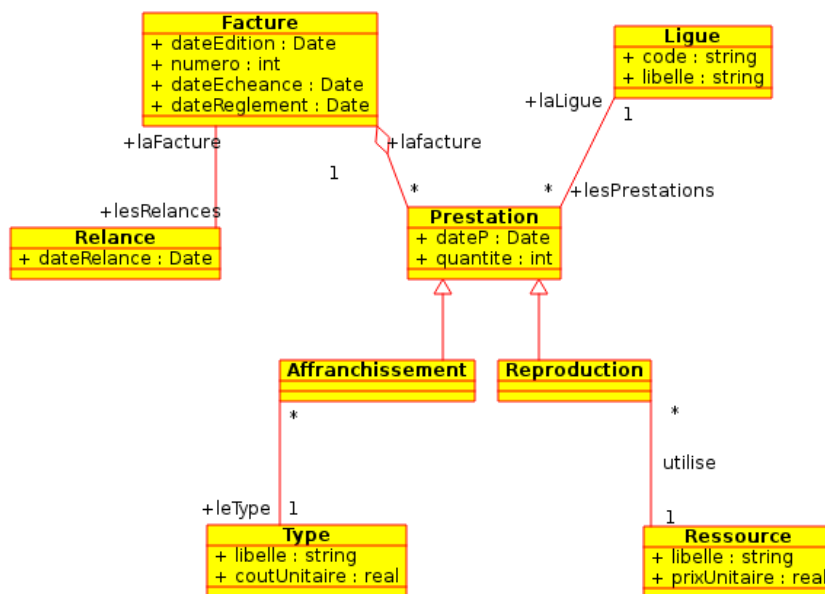 Facture
+ dateEdition : Date
+ numero : int
+ dateEcheance : Date
+ dateReglement : Date
Ligue
+ code : string
+ libelle : string
+laLigue
1
+laFacture
+lafacture
1
*
*
+lesPrestations
+lesRelances
Relance
+ dateRelance : Date
Prestation
+ dateP : Date
+ quantite : int
Affranchissement
Reproduction
*
*
utilise
+leType
1
1
Type
+ libelle : string
+ coutUnitaire : real
Ressource
+ libelle : string
+ prixUnitaire : real